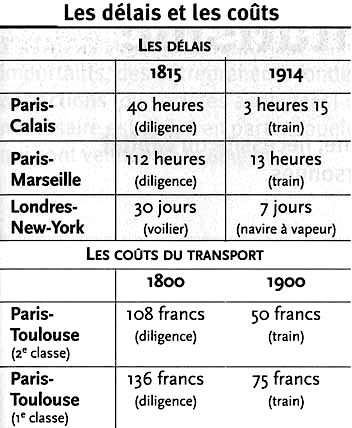 Les délais et les coûts
LES DÉLAIS
1815 1914
Paris-Calais 40 heures (diligence) 3 heures 15 (train)
Paris-Marseille 112 heures (diligence) 13 heures (train)
Londres-New-York 30 jours (voilier) 7 jours (navire à vapeur)
LES COÛTS DU TRANSPORT
1800 1900
Paris-Toulouse (2e classe) 108 francs (diligence) 50 francs (train)
Paris-Toulouse (1e classe) 136 francs (diligence) 75 francs (train)